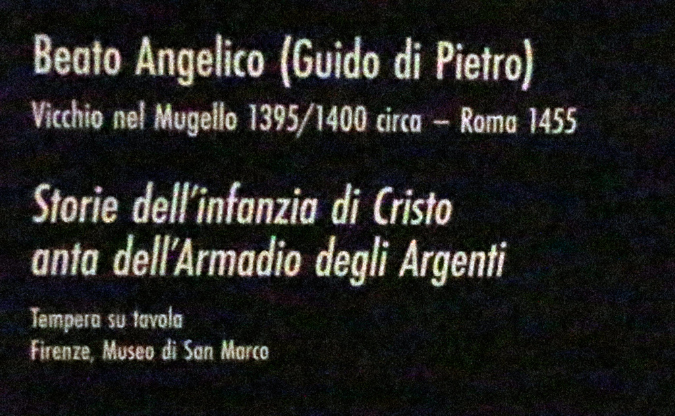 Beato Angelico (Guido di Pietro)
Vicchio nel Mugello 1395/1400 circa – Roma 1455
Storie dell'infanzia di Cristo
anta dell'Armadio degli Argenti
Tempera su tavola
Firenze, Museo di San Marco